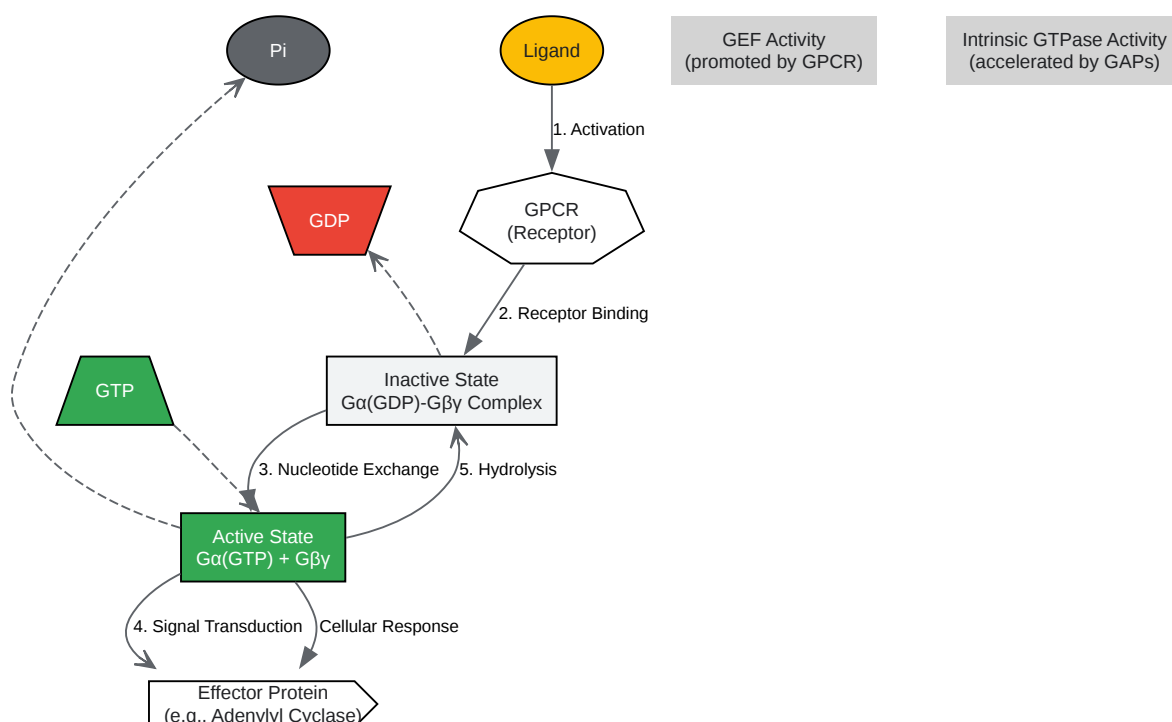 Pi
Ligand
GEF Activity
(promoted by GPCR)
Intrinsic GTPase Activity
(accelerated by GAPs)
1. Activation
GDP
GPCR
(Receptor)
2. Receptor Binding
GTP
Inactive State
Gα(GDP)-Gβγ Complex
3. Nucleotide Exchange
5. Hydrolysis
Active State
Gα(GTP) + Gβγ
4. Signal Transduction
Cellular Response
Effector Protein
(e.g., Adenylyl Cyclase)